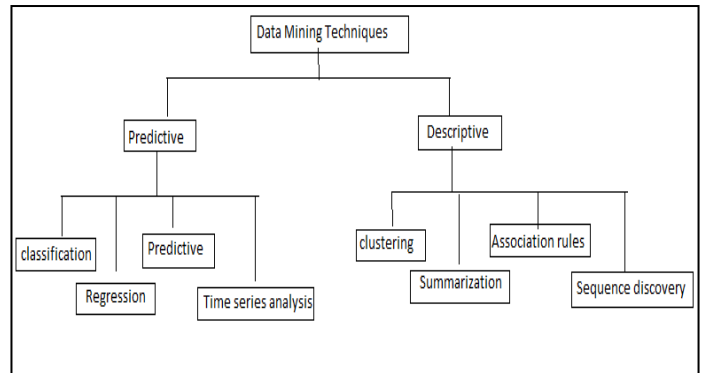 Data Mining Techniques
Predictive
Descriptive
classification
Regression
Predictive
Time series analysis
clustering
Summarization
Association rules
Sequence discovery